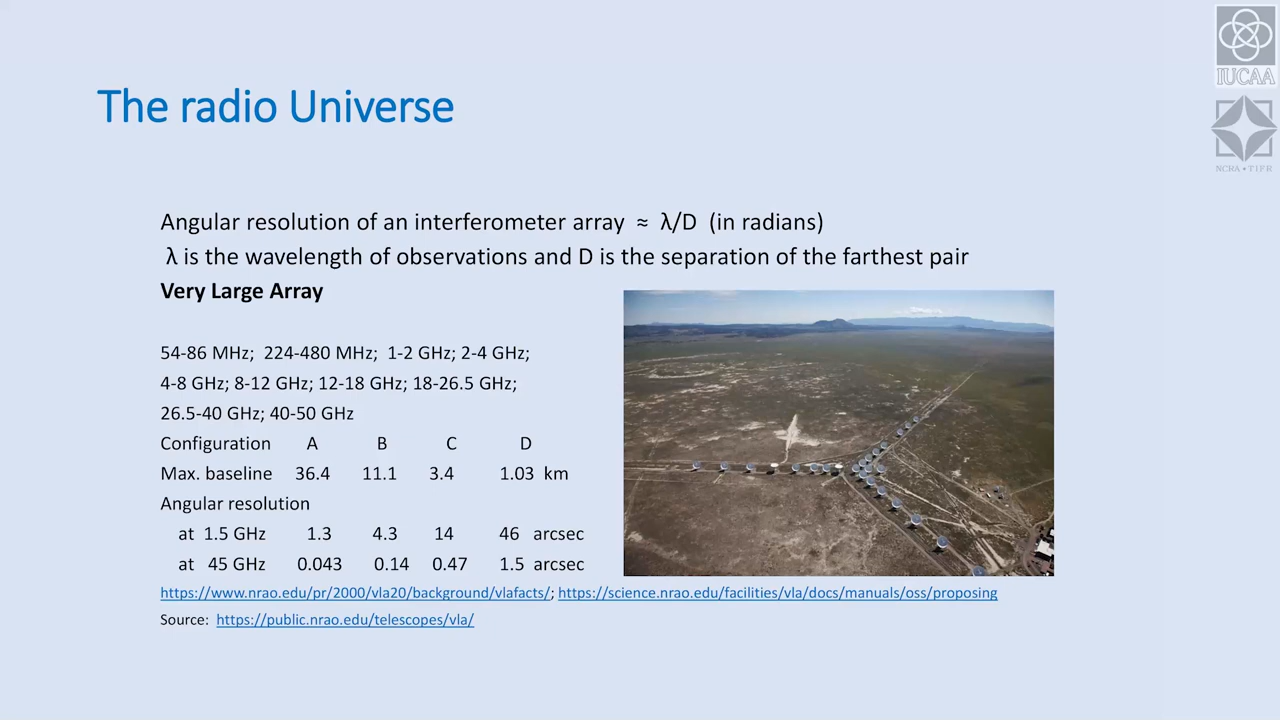 IUCAA
NCRA • TIFR
The radio Universe
Angular resolution of an interferometer array ≈ λ/D (in radians)
λ is the wavelength of observations and D is the separation of the farthest pair
Very Large Array
54-86 MHz; 224-480 MHz; 1-2 GHz; 2-4 GHz;
4-8 GHz; 8-12 GHz; 12-18 GHz; 18-26.5 GHz;
26.5-40 GHz; 40-50 GHz
Configuration A B C D
Max. baseline 36.4 11.1 3.4 1.03 km
Angular resolution
at 1.5 GHz 1.3 4.3 14 46 arcsec
at 45 GHz 0.043 0.14 0.47 1.5 arcsec
https://www.nrao.edu/pr/2000/vla20/background/vlafacts/; https://science.nrao.edu/facilities/vla/docs/manuals/oss/proposing
Source: https://public.nrao.edu/telescopes/vla/